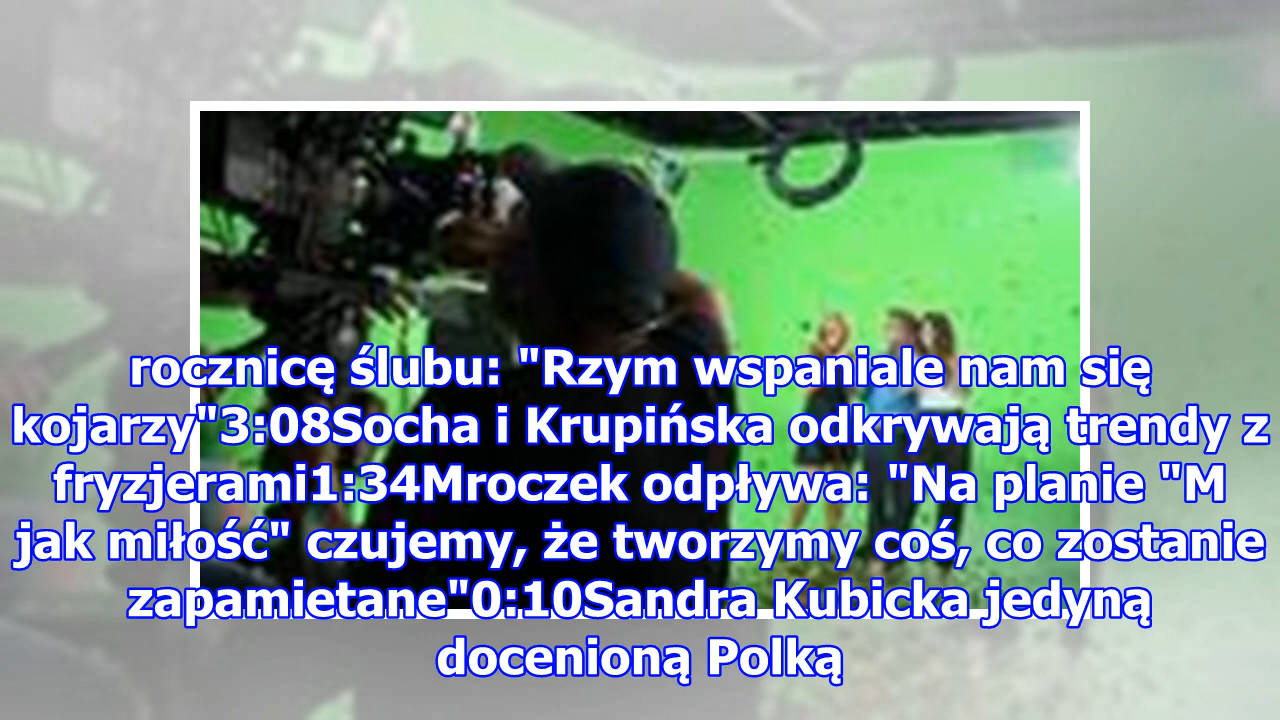 rocznicę ślubu: "Rzym wspaniale nam się
kojarzy"3:08Socha i Krupińska odkrywają trendy z
fryzjerami1:34Mroczek odpływa: "Na planie "M
jak miłość" czujemy, że tworzymy coś, co zostanie
zapamietane"0:10Sandra Kubicka jedyną
docenioną Polką